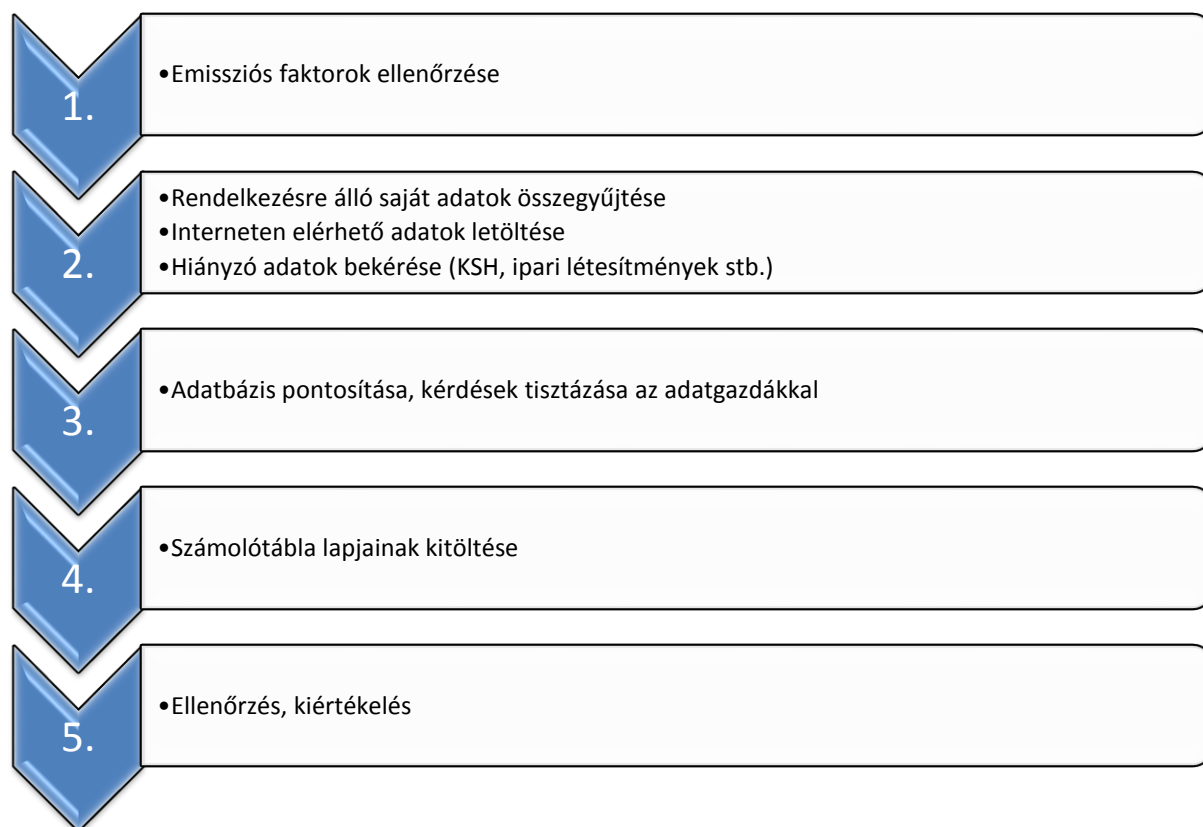 1.
•Emissziós faktorok ellenőrzése
2.
•Rendelkezésre álló saját adatok összegyűjtése
•Interneten elérhető adatok letöltése
•Hiányzó adatok bekérése (KSH, ipari létesítmények stb.)
3.
•Adatbázis pontosítása, kérdések tisztázása az adatgazdákkal
4.
•Számolótábla lapjainak kitöltése
5.
•Ellenőrzés, kiértékelés